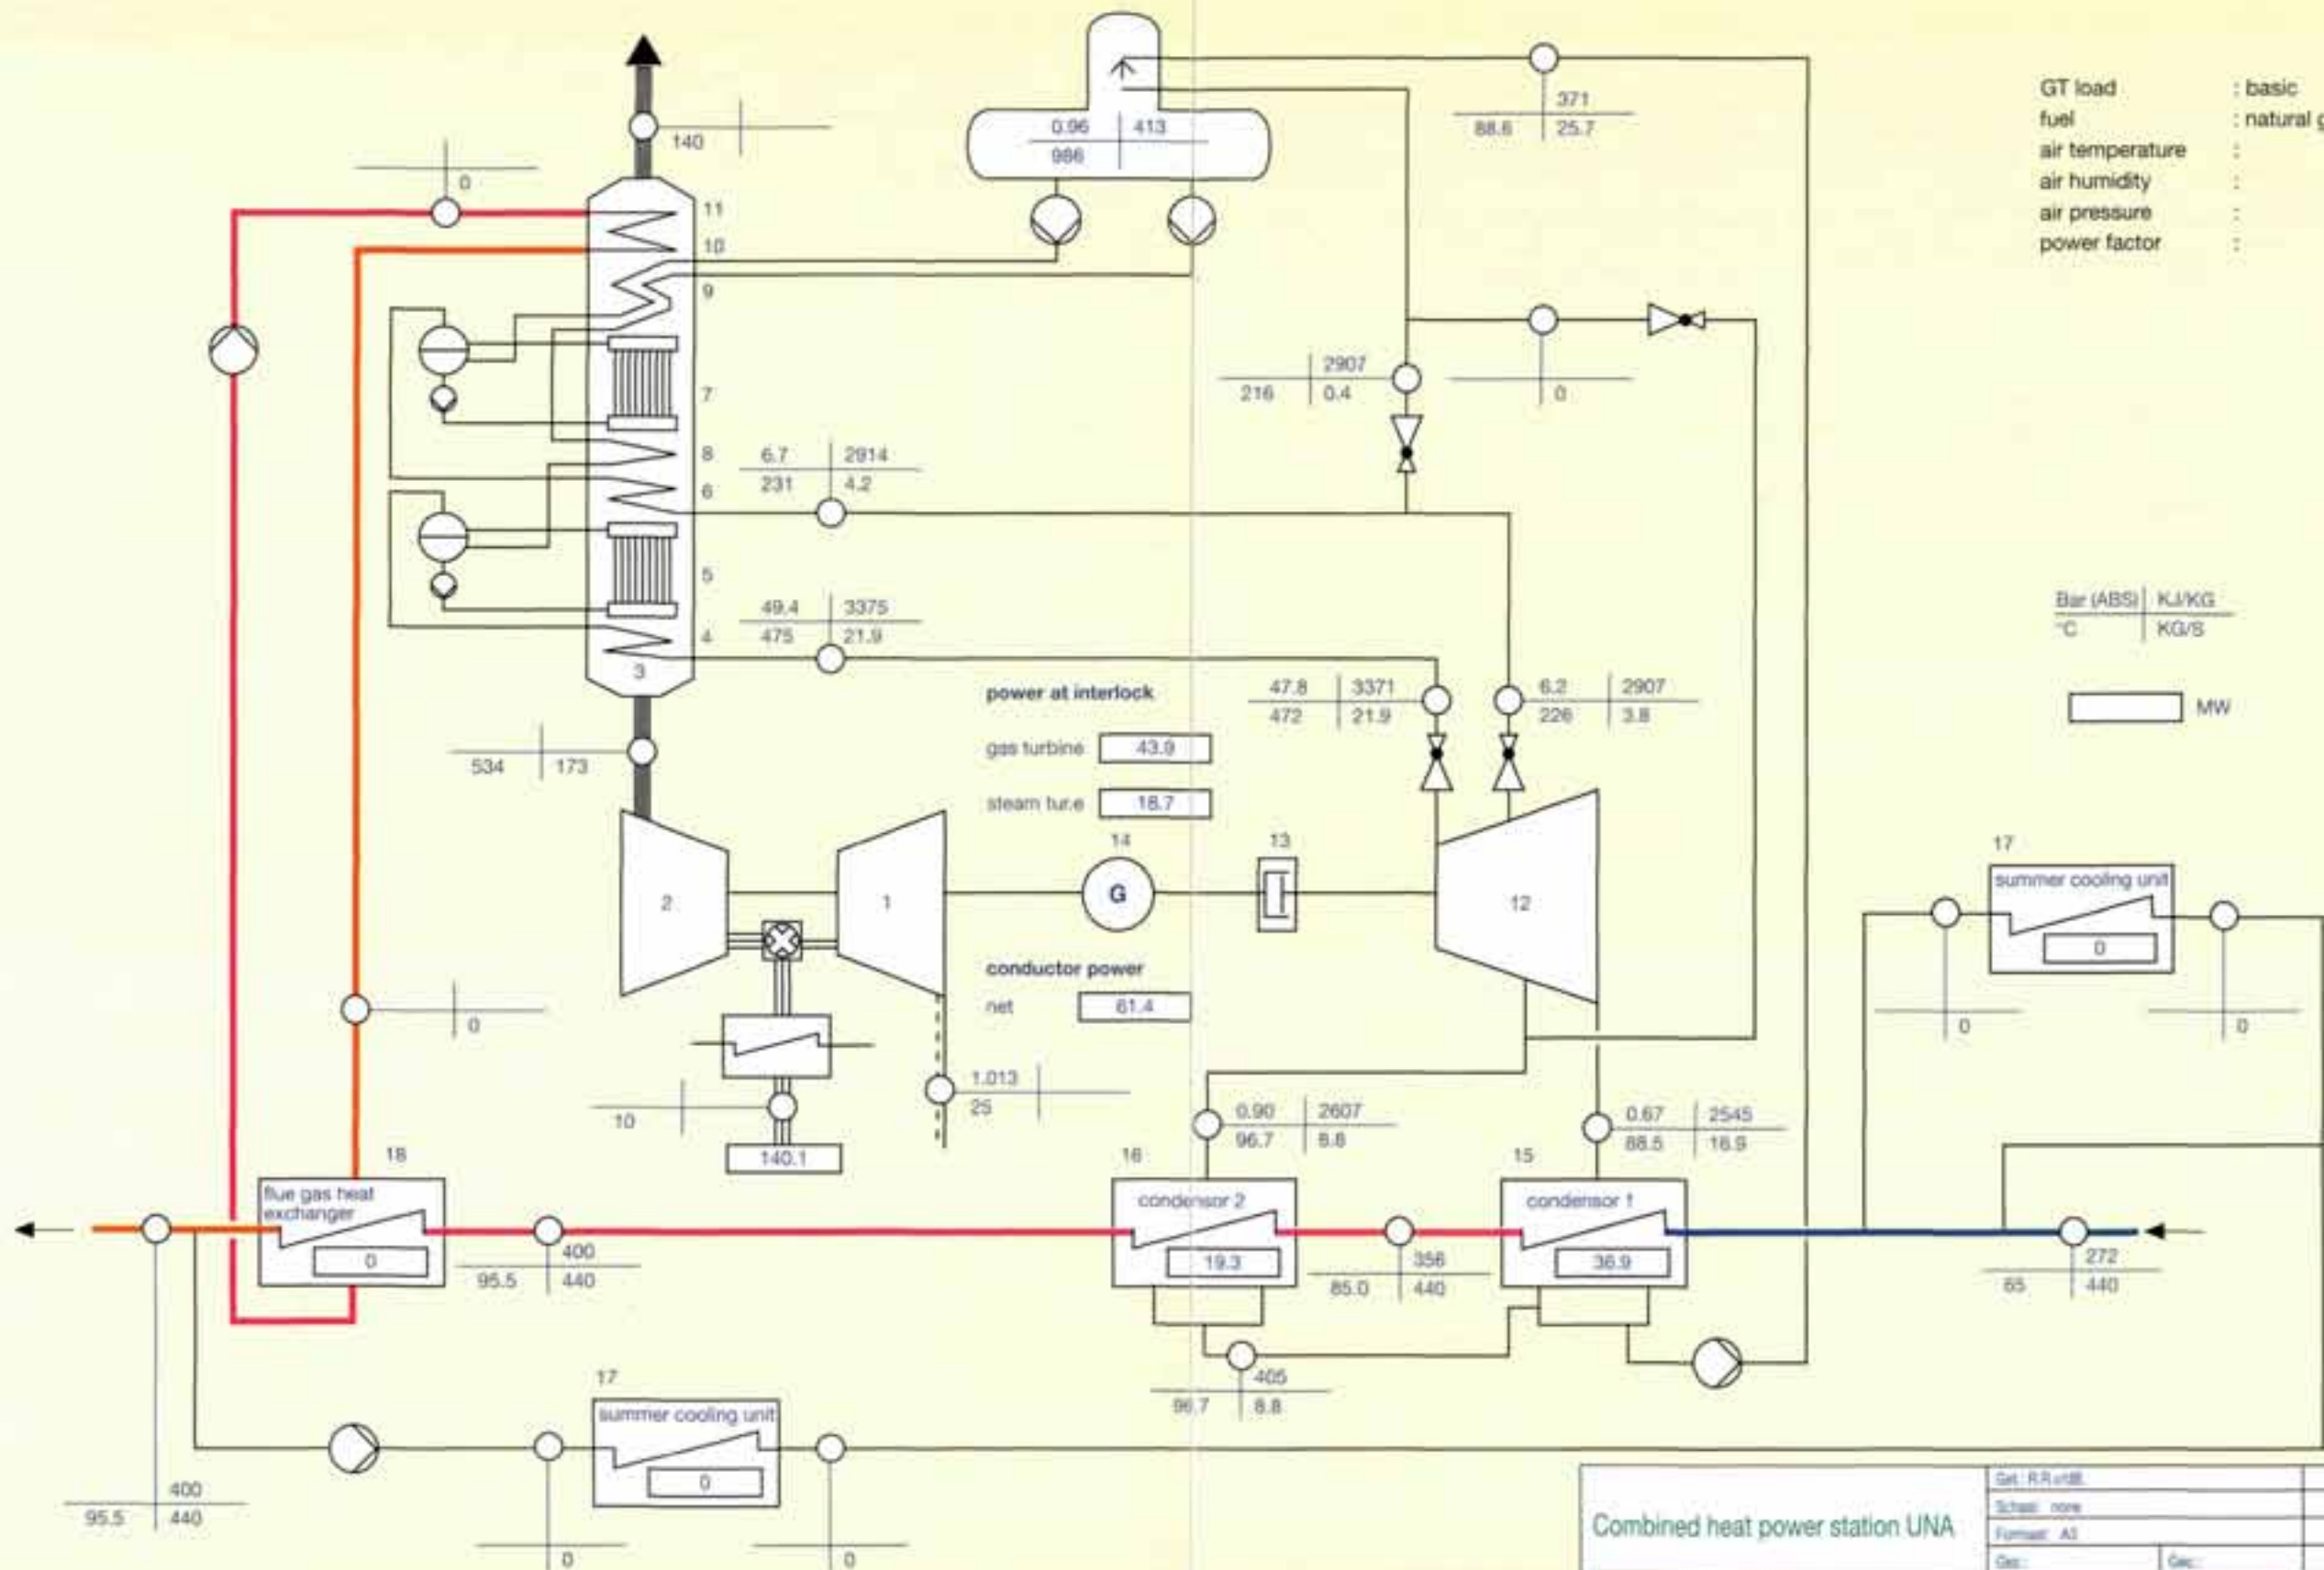 371
88.6 25.7
GT load : basic
fuel : natural g
air temperature :
air humidity :
air pressure :
power factor :
0.96 413
986
140
0
11
10
9
7
8
6
5
4
3
2907
216 0.4
0
6.7 2914
231 4.2
49.4 3375
475 21.9
Bar (ABS) KJ/KG
°C KG/S
MW
power at interlock
gas turbine 43.9
steam tur.e 18.7
47.8 3371
472 21.9
6.2 2907
226 3.8
534 173
14
13
17
G
2
1
12
summer cooling unit
0
0
0
conductor power
net 61.4
0
1.013
25
10
140.1
0.90 2607
96.7 8.8
0.67 2545
88.5 16.9
18
16
15
flue gas heat
exchanger
0
condensor 2
19.3
condensor 1
36.9
400
95.5 440
356
85.0 440
272
65 440
405
96.7 8.8
17
summer cooling unit
0
0
0
400
95.5 440
Combined heat power station UNA
Schaal: none
Formaat: A3